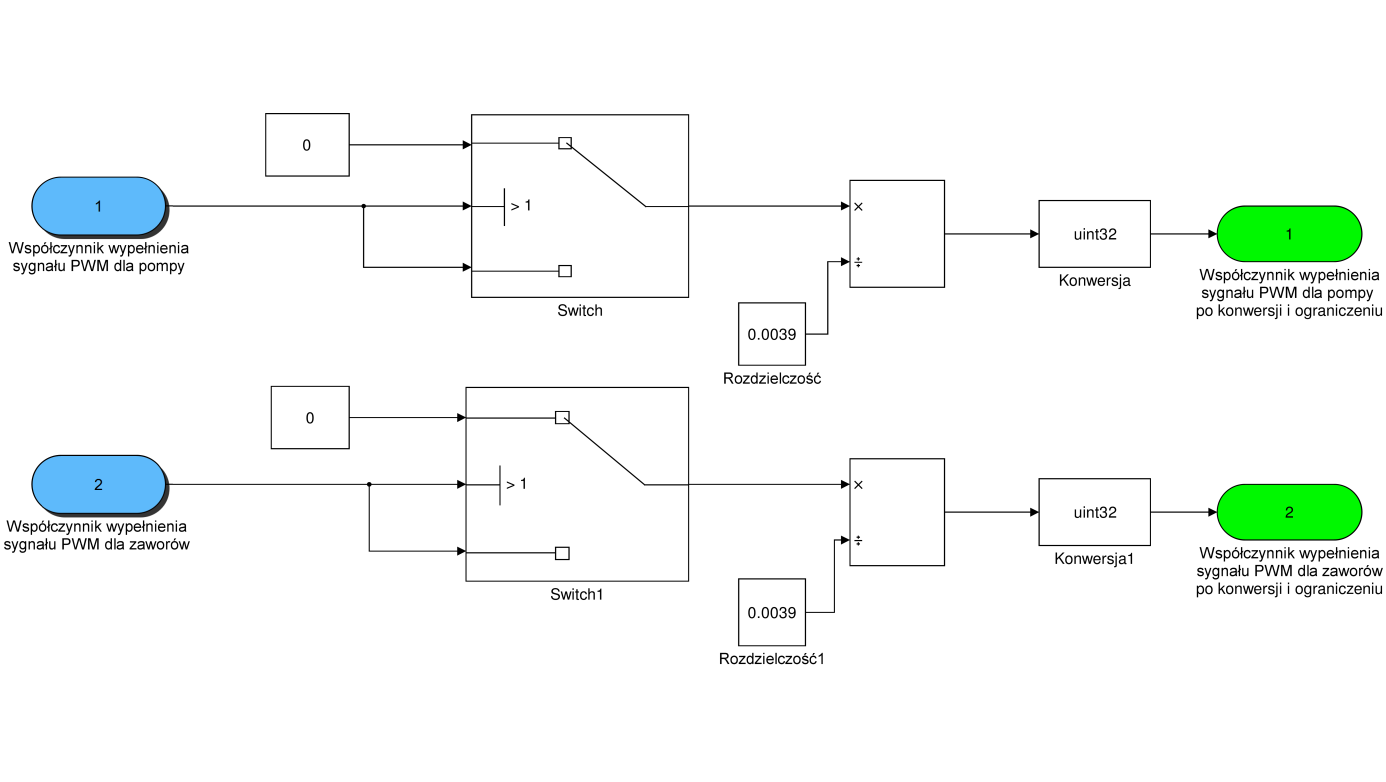 0
1
> 1
×
÷
uint32
1
Współczynnik wypełnienia
sygnału PWM dla pompy
Switch
Konwersja
Współczynnik wypełnienia
sygnału PWM dla pompy
po konwersji i ograniczeniu
0.0039
Rozdzielczość
0
2
> 1
×
÷
uint32
2
Współczynnik wypełnienia
sygnału PWM dla zaworów
Switch1
Konwersja1
Współczynnik wypełnienia
sygnału PWM dla zaworów
po konwersji i ograniczeniu
0.0039
Rozdzielczość1